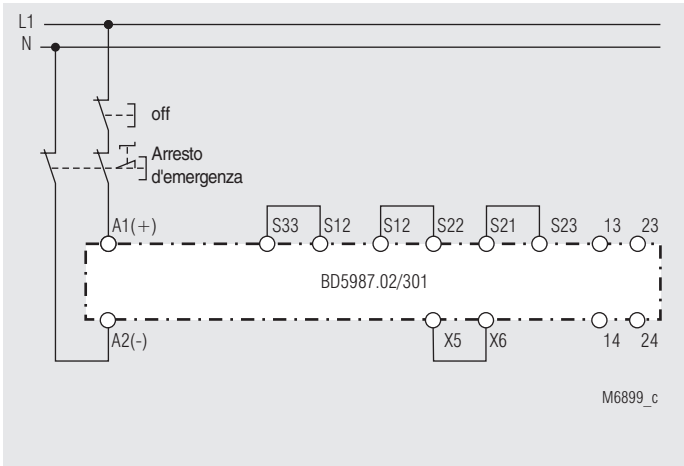 L1
N
off
Arresto
d'emergenza
A1(+) S33 S12 S12 S22 S21 S23 13 23
BD5987.02/301
A2(-) X5 X6 14 24
M6899_c